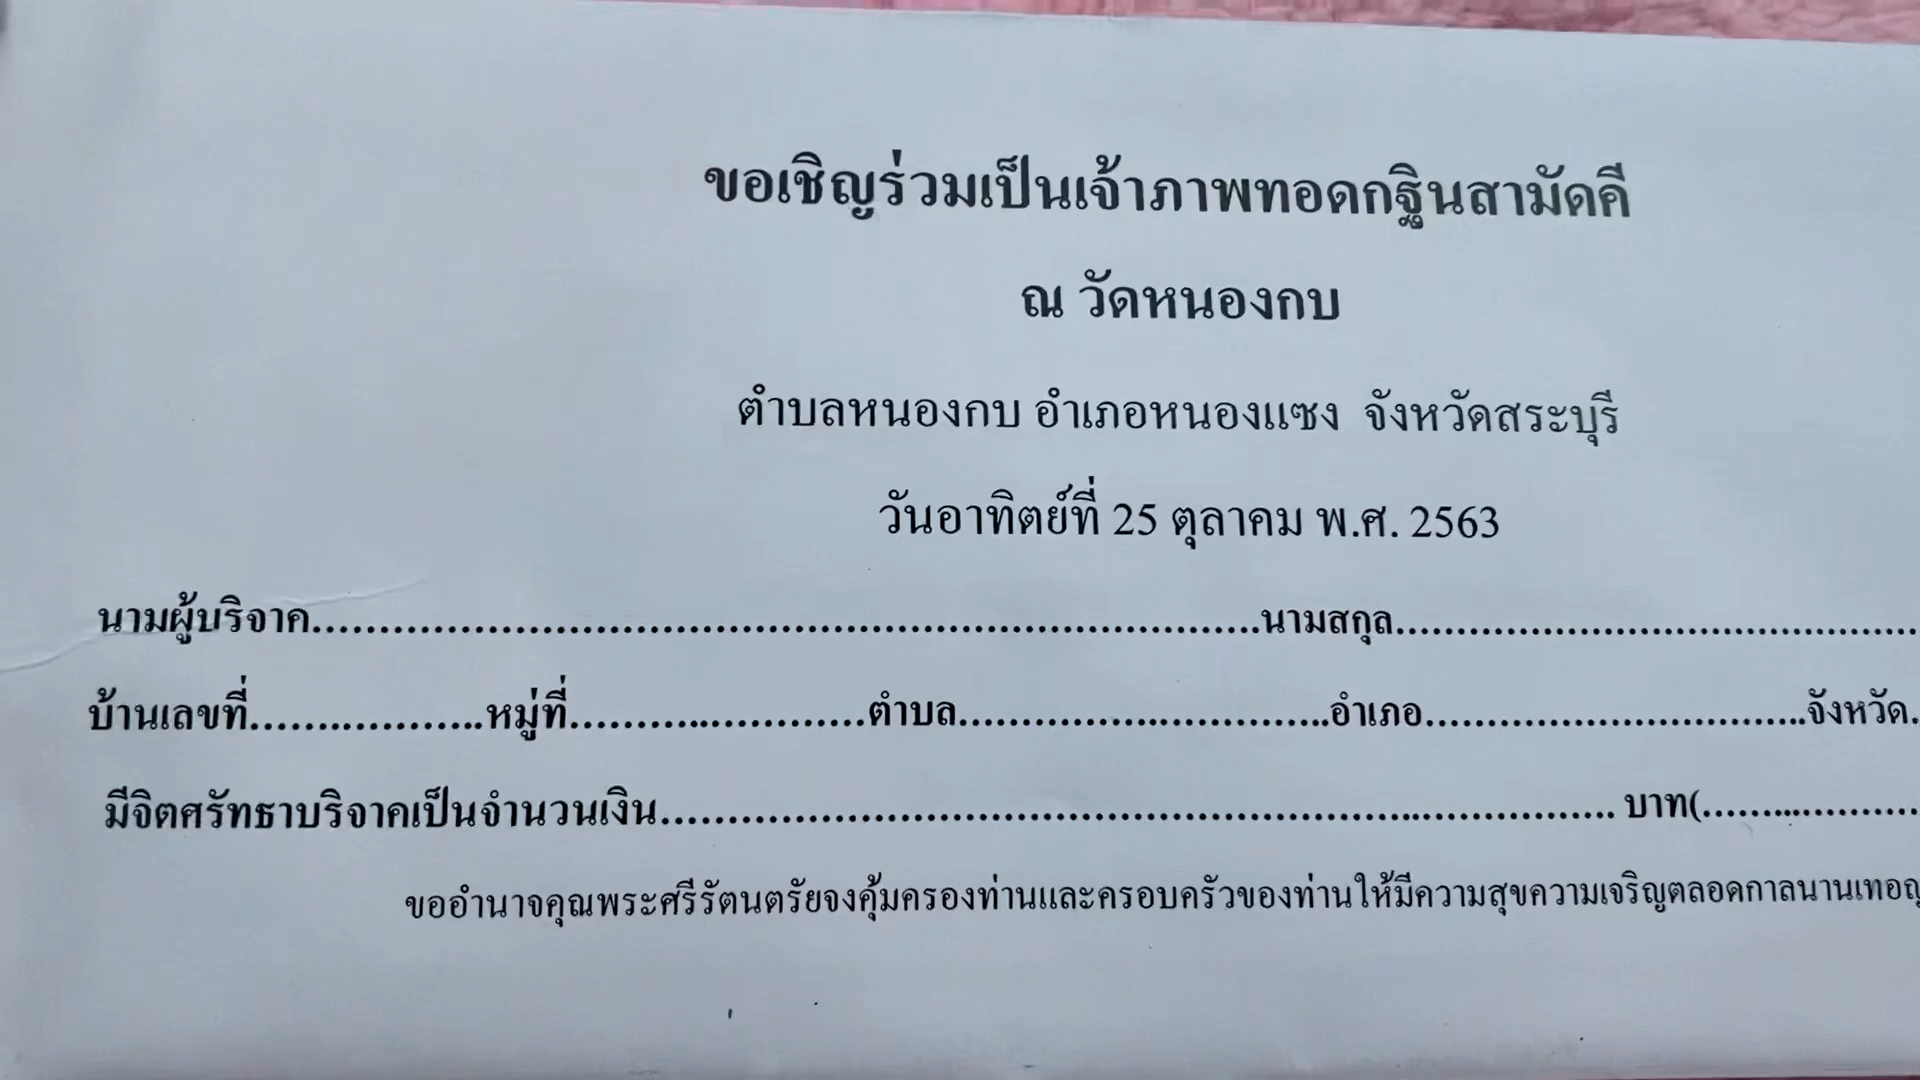 ขอเชิญร่วมเป็นเจ้าภาพทอดกฐินสามัดคี
ณ วัดหนองกบ
ตำบลหนองกบ อำเภอหนองแซง จังหวัดสระบุรี
วันอาทิตย์ที่ 25 ตุลาคม พ.ศ. 2563
นามผู้บริจาค..........................................................................นามสกุล........................................
บ้านเลขที่..................หมู่ที่......................ตำบล............................อำเภอ.............................จังหวัด.
มีจิตศรัทธาบริจาคเป็นจำนวนเงิน........................................................................ บาท(.................
ขออำนาจคุณพระศรีรัตนตรัยจงคุ้มครองท่านและครอบครัวของท่านให้มีความสุขความเจริญตลอดกาลนานเทอญ